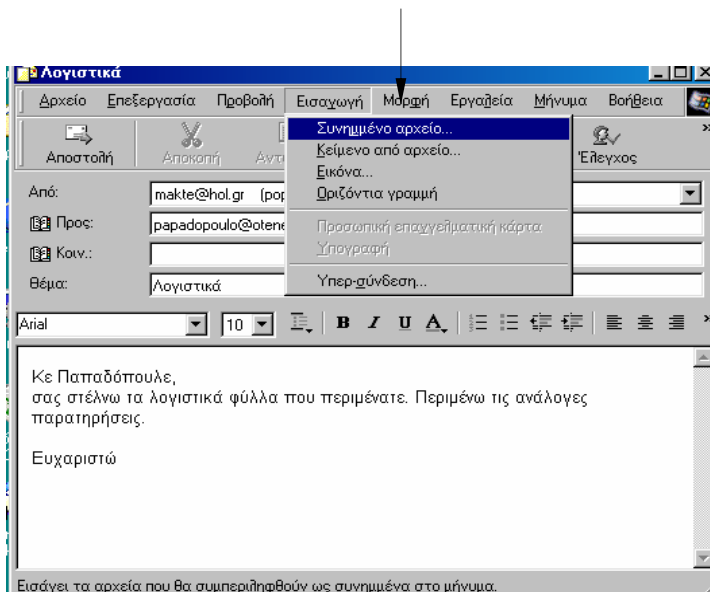 Λογιστικά
Αρχείο Επεξεργασία Προβολή Εισαγωγή Μορφή Εργαλεία Μήνυμα Βοήθεια
Συνημμένο αρχείο...
Κείμενο από αρχείο...
Εικόνα...
Οριζόντια γραμμή
Προσωπική επαγγελματική κάρτα
Υπογραφή
Υπερ-σύνδεση...
Αποστολή Αποκοπή Αντ Έλεγχος
Από: makte@hol.gr (pop
Προς: papadopoulo@otene
Κοιν.:
Θέμα: Λογιστικά
Arial 10 B I U A
Κε Παπαδόπουλε,
σας στέλνω τα λογιστικά φύλλα που περιμένατε. Περιμένω τις ανάλογες
παρατηρήσεις.
Ευχαριστώ
Εισάγει τα αρχεία που θα συμπεριληφθούν ως συνημμένα στο μήνυμα.